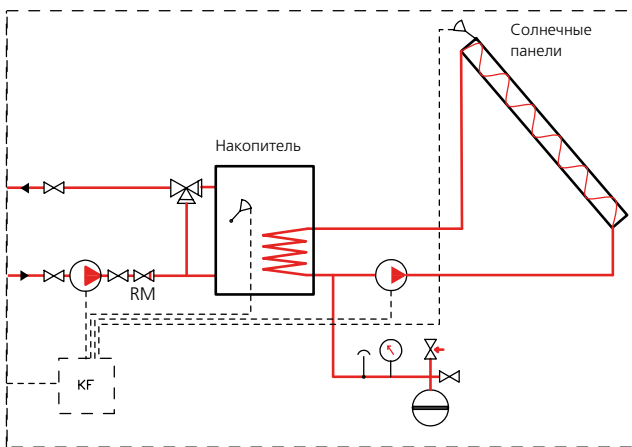 Солнечные
панели
Накопитель
RM
KF